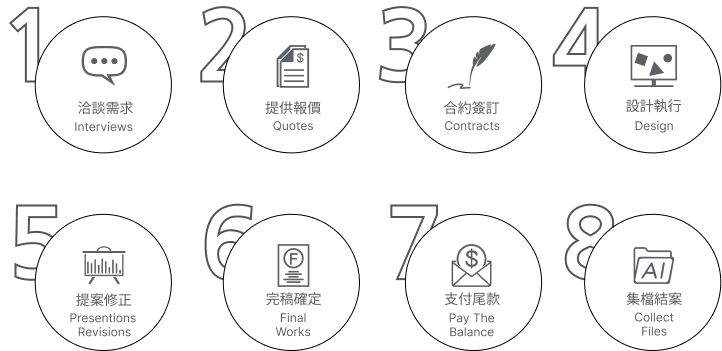 1
洽談需求
Interviews
2
$
提供報價
Quotes
3
合約簽訂
Contracts
4
設計執行
Design
5
提案修正
Presentions
Revisions
6
F
完稿確定
Final
Works
7
$
支付尾款
Pay The
Balance
8
AI
集檔結案
Collect
Files